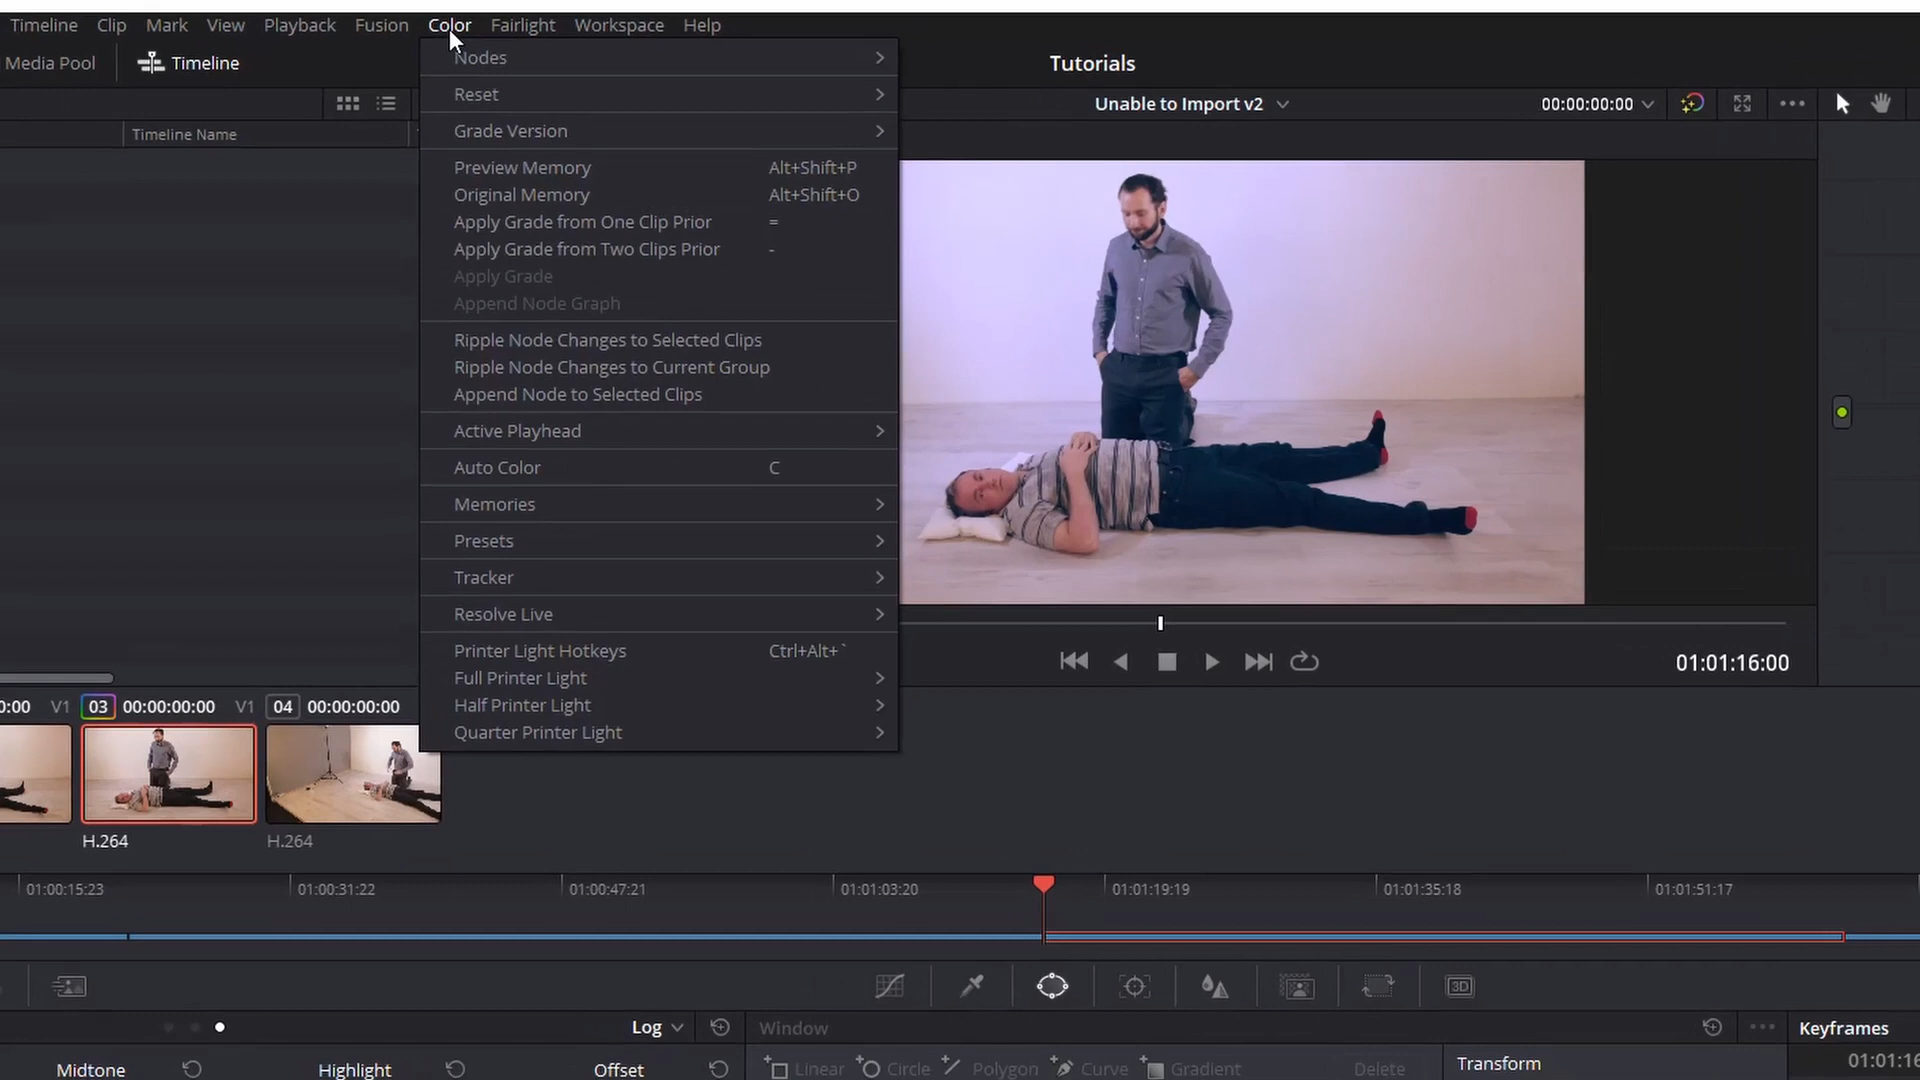 Timeline Clip Mark View Playback Fusion Color Fairlight Workspace Help
Media Pool Timeline Tutorials
Unable to Import v2 00:00:00:00
Timeline Name
Nodes
Reset
Grade Version
Preview Memory Alt+Shift+P
Original Memory Alt+Shift+O
Apply Grade from One Clip Prior =
Apply Grade from Two Clips Prior -
Apply Grade
Append Node Graph
Ripple Node Changes to Selected Clips
Ripple Node Changes to Current Group
Append Node to Selected Clips
Active Playhead
Auto Color C
Memories
Presets
Tracker
Resolve Live
Printer Light Hotkeys Ctrl+Alt+`
Full Printer Light
Half Printer Light
Quarter Printer Light
01:01:16:00
0:00 V1 03 00:00:00:00 V1 04 00:00:00:00
H.264 H.264
01:00:15:23 01:00:31:22 01:00:47:21 01:01:03:20 01:01:19:19 01:01:35:18 01:01:51:17
3D
Log Window Keyframes
Midtone Highlight Offset Linear Circle Polygon Curve Gradient Delete Transform 01:01:16